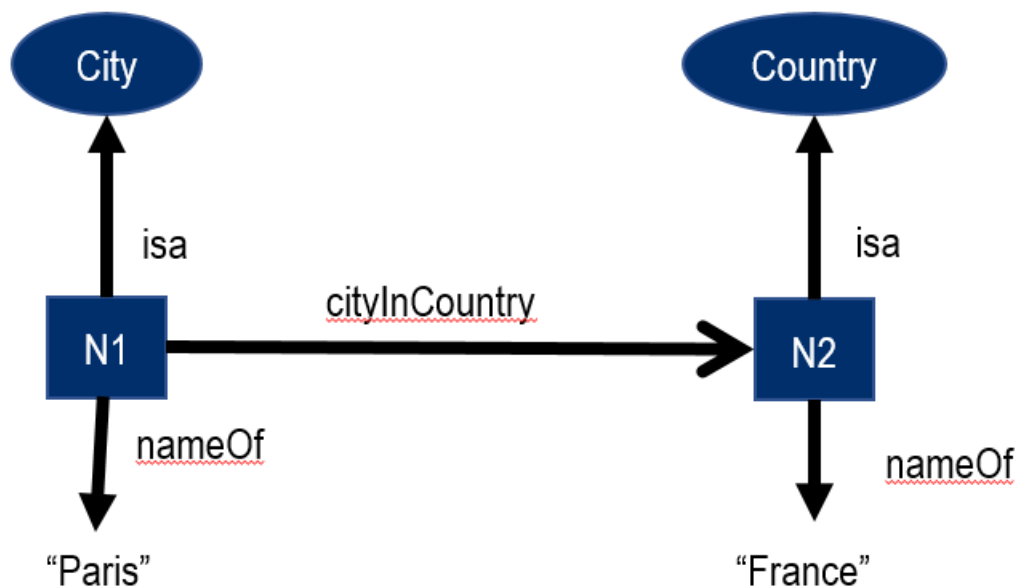 City
Country
isa
isa
cityInCountry
N1
N2
nameOf
nameOf
“Paris”
“France”